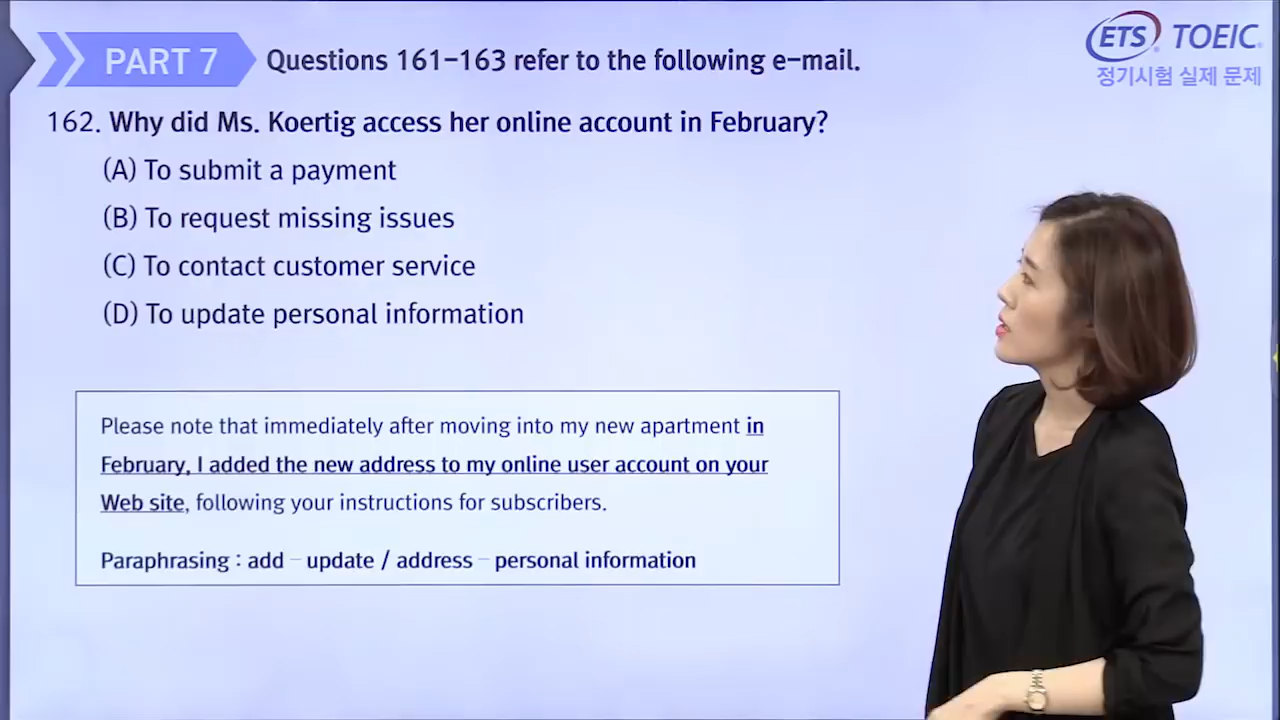 PART 7
Questions 161-163 refer to the following e-mail.
ETS TOEIC
정기시험 실제 문제
162. Why did Ms. Koertig access her online account in February?
(A) To submit a payment
(B) To request missing issues
(C) To contact customer service
(D) To update personal information
Please note that immediately after moving into my new apartment in
February, I added the new address to my online user account on your
Web site, following your instructions for subscribers.
Paraphrasing : add – update / address – personal information